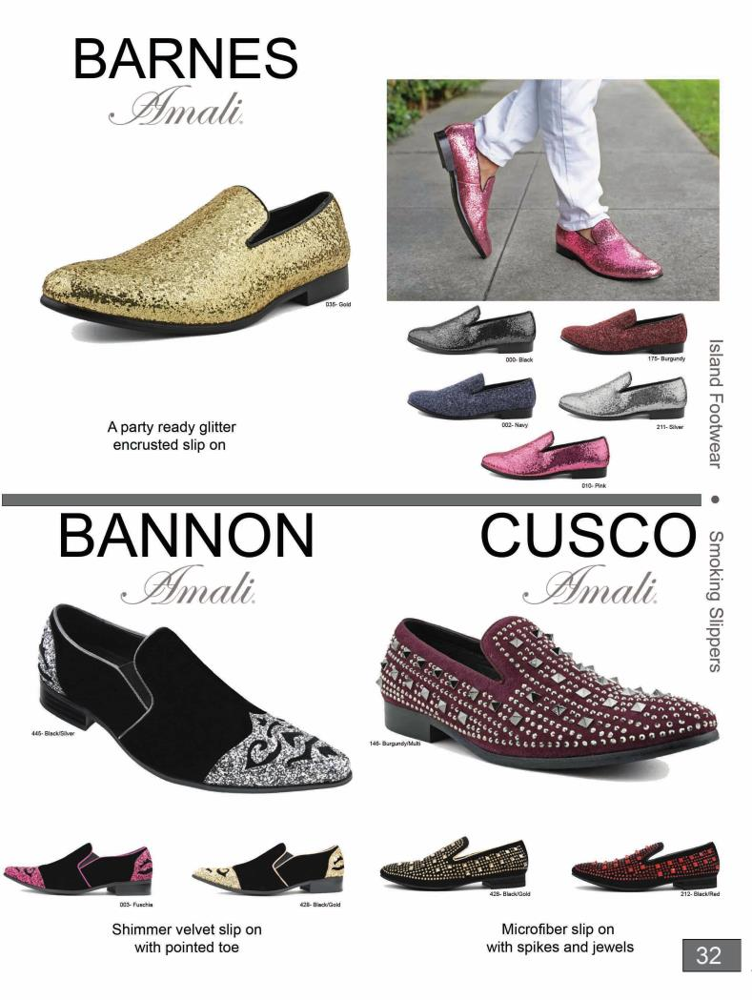 BARNES
Amali®
035- Gold
A party ready glitter
encrusted slip on
000- Black
175- Burgundy
002- Navy
211- Silver
010- Pink
Island Footwear • Smoking Slippers
BANNON
Amali®
445- Black/Silver
003- Fuschia
428- Black/Gold
Shimmer velvet slip on
with pointed toe
CUSCO
Amali®
146- Burgundy/Multi
428- Black/Gold
212- Black/Red
Microfiber slip on
with spikes and jewels
32